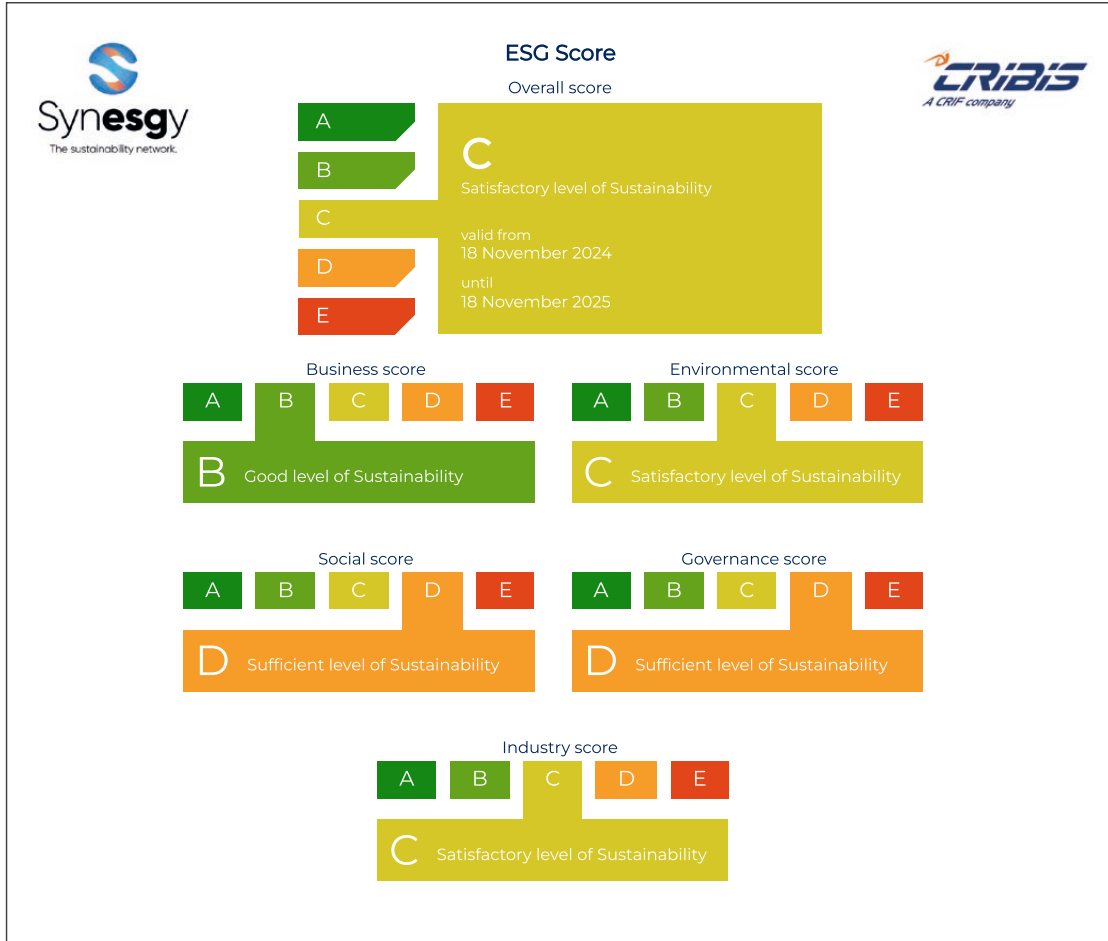 Synesgy
The sustainability network.
ESG Score
Overall score
CRIBIS
A CRIF company
A
B
C
D
E
C
Satisfactory level of Sustainability
valid from
18 November 2024
until
18 November 2025
Business score
A B C D E
B Good level of Sustainability
Environmental score
A B C D E
C Satisfactory level of Sustainability
Social score
A B C D E
D Sufficient level of Sustainability
Governance score
A B C D E
D Sufficient level of Sustainability
Industry score
A B C D E
C Satisfactory level of Sustainability